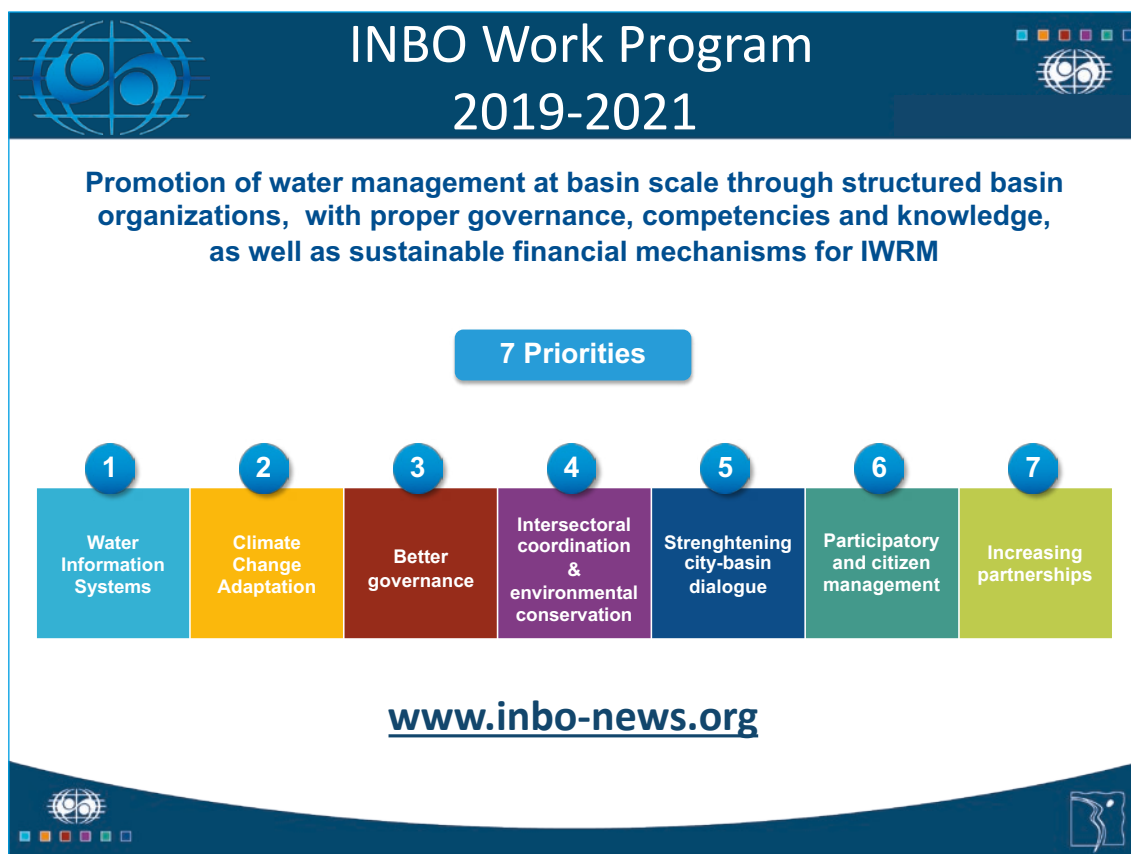 INBO Work Program
2019-2021
Promotion of water management at basin scale through structured basin
organizations, with proper governance, competencies and knowledge,
as well as sustainable financial mechanisms for IWRM
7 Priorities
1
Water
Information
Systems
2
Climate
Change
Adaptation
3
Better
governance
4
Intersectoral
coordination
&
environmental
conservation
5
Strenghtening
city-basin
dialogue
6
Participatory
and citizen
management
7
Increasing
partnerships
www.inbo-news.org